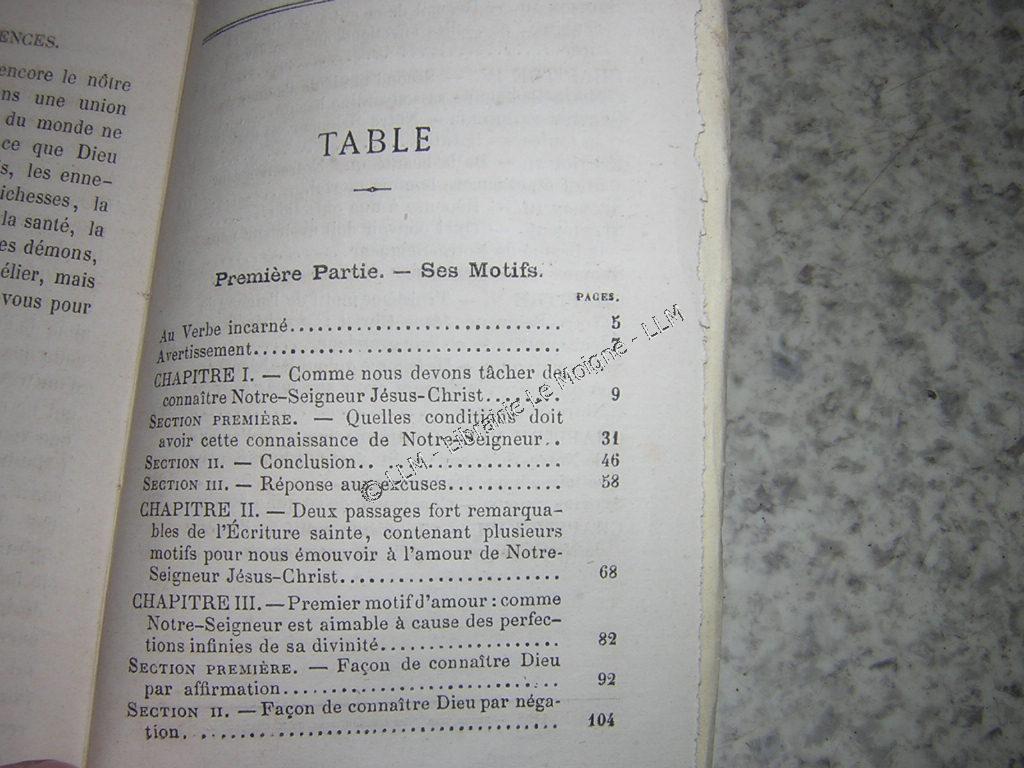 ENCES.
encore le nôtre
ns une union
du monde ne
ce que Dieu
s, les enne-
ichesses, la
la santé, la
es démons,
élier, mais
vous pour
TABLE
Première Partie. — Ses Motifs.
PAGES.
Au Verbe incarné.............................. 5
Avertissement................................. 7
CHAPITRE I. — Comme nous devons tâcher de
connaître Notre-Seigneur Jésus-Christ........ 9
SECTION PREMIÈRE. — Quelles conditions doit
avoir cette connaissance de Notre-Seigneur.. 31
SECTION II. — Conclusion.................... 46
SECTION III. — Réponse aux excuses............ 58
CHAPITRE II. — Deux passages fort remarqua-
bles de l'Écriture sainte, contenant plusieurs
motifs pour nous émouvoir à l'amour de Notre-
Seigneur Jésus-Christ....................... 68
CHAPITRE III. — Premier motif d'amour : comme
Notre-Seigneur est aimable à cause des perfec-
tions infinies de sa divinité................... 82
SECTION PREMIÈRE. — Façon de connaître Dieu
par affirmation.............................. 92
SECTION II. — Façon de connaître Dieu par néga-
tion......................................... 104
© LLM - Librairie Le Moigne - LLM